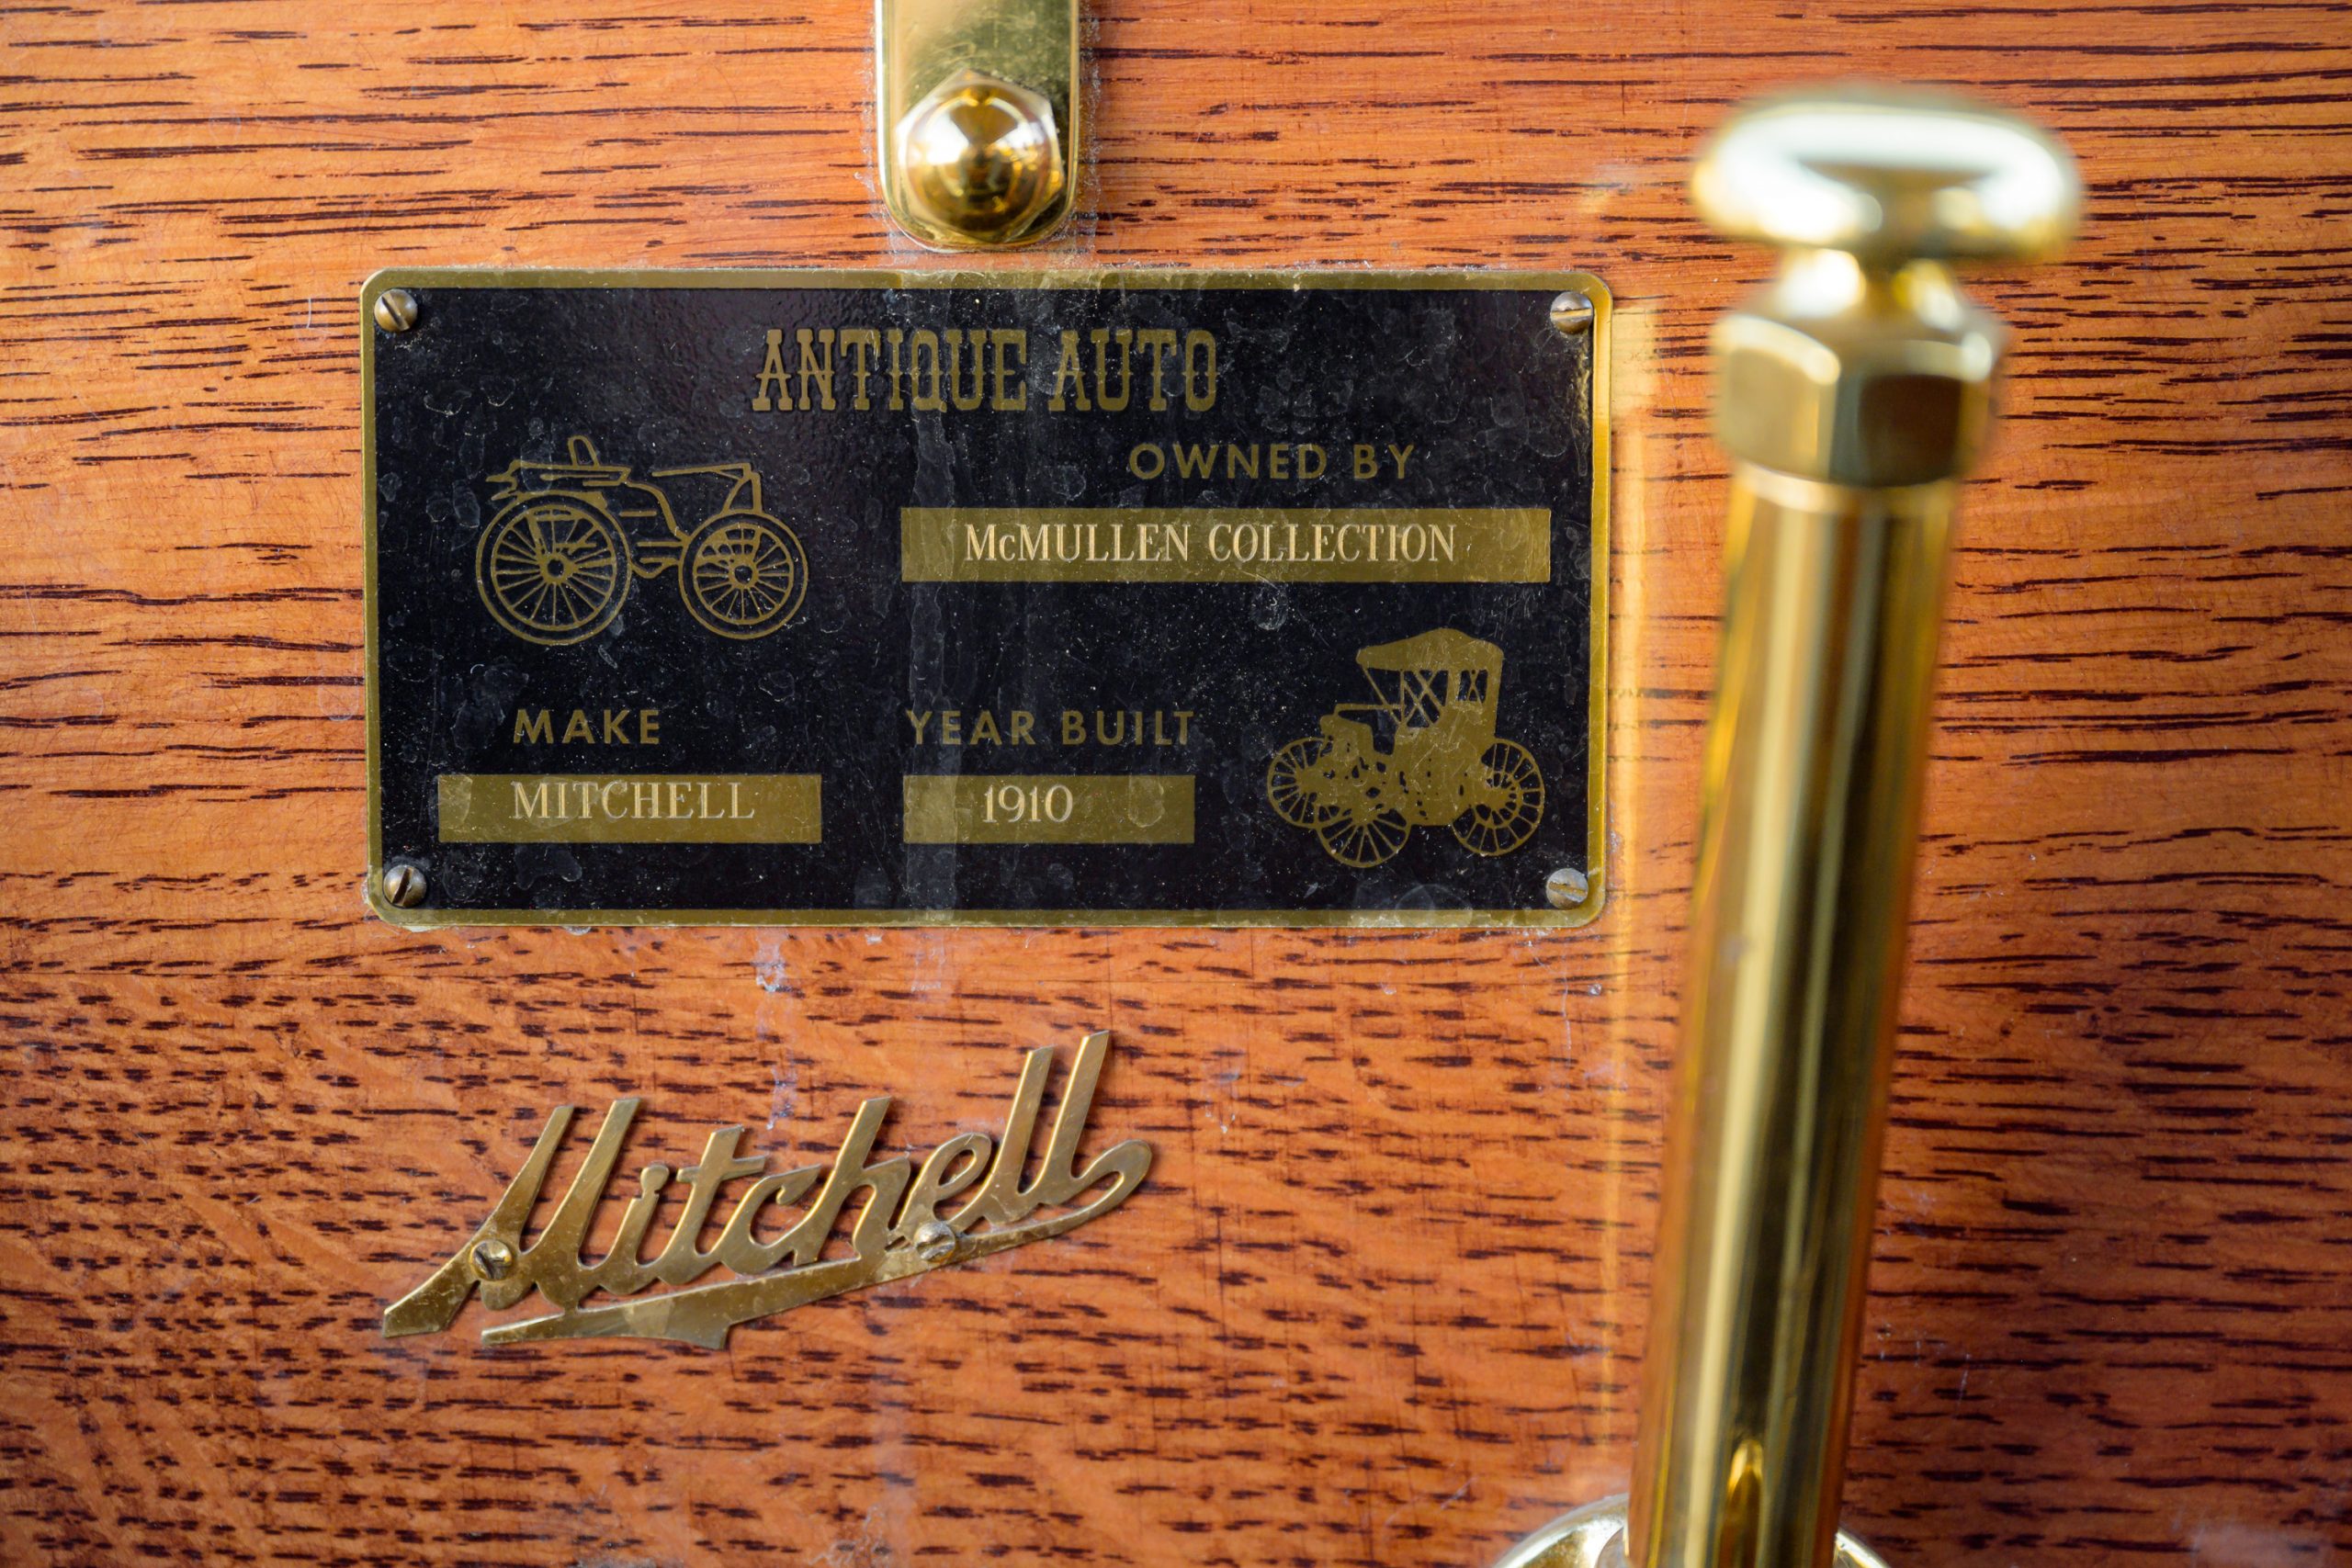 ANTIQUE AUTO
OWNED BY
McMULLEN COLLECTION
MAKE YEAR BUILT
MITCHELL 1910
Mitchell